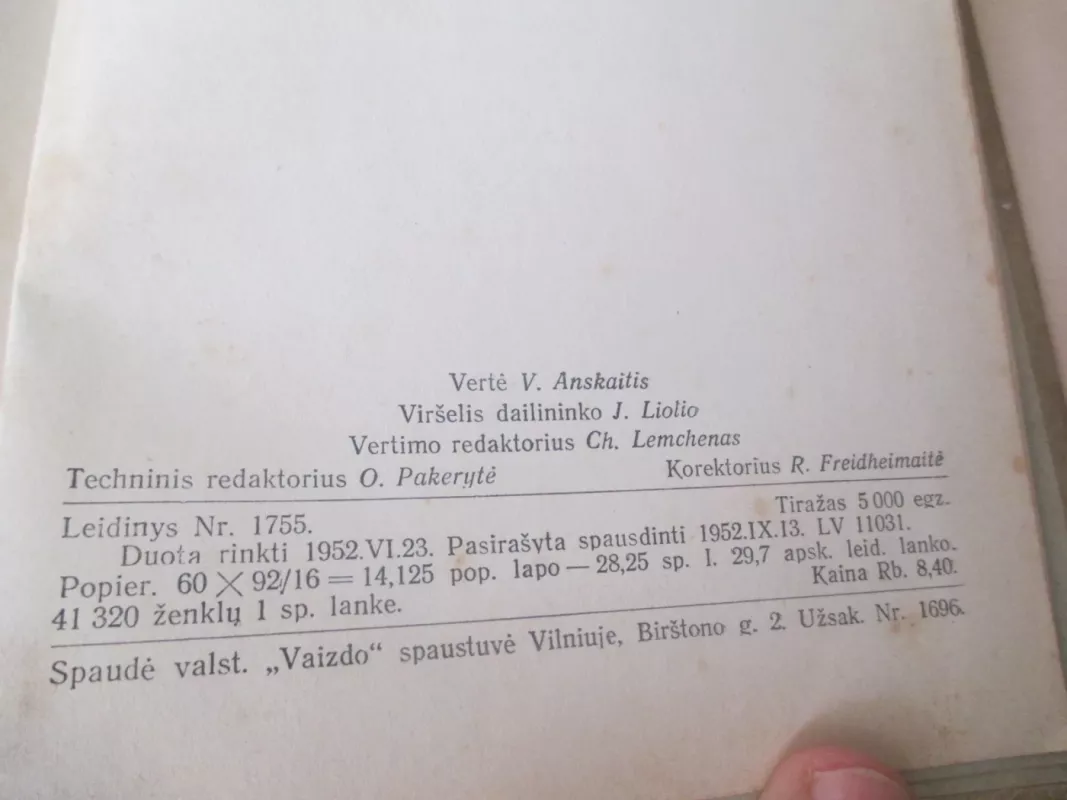 Vertė V. Anskaitis
Viršelis dailininko J. Liolio
Vertimo redaktorius Ch. Lemchenas
Techninis redaktorius O. Pakerytė Korektorius R. Freidheimaitė
Leidinys Nr. 1755. Tiražas 5 000 egz.
Duota rinkti 1952.VI.23. Pasirašyta spausdinti 1952.IX.13. LV 11031.
Popier. 60 X 92/16 = 14,125 pop. lapo — 28,25 sp. l. 29,7 apsk. leid. lanko.
41 320 ženklų 1 sp. lanke. Kaina Rb. 8,40.
Spaudė valst. „Vaizdo“ spaustuvė Vilniuje, Birštono g. 2. Užsak. Nr. 1696.